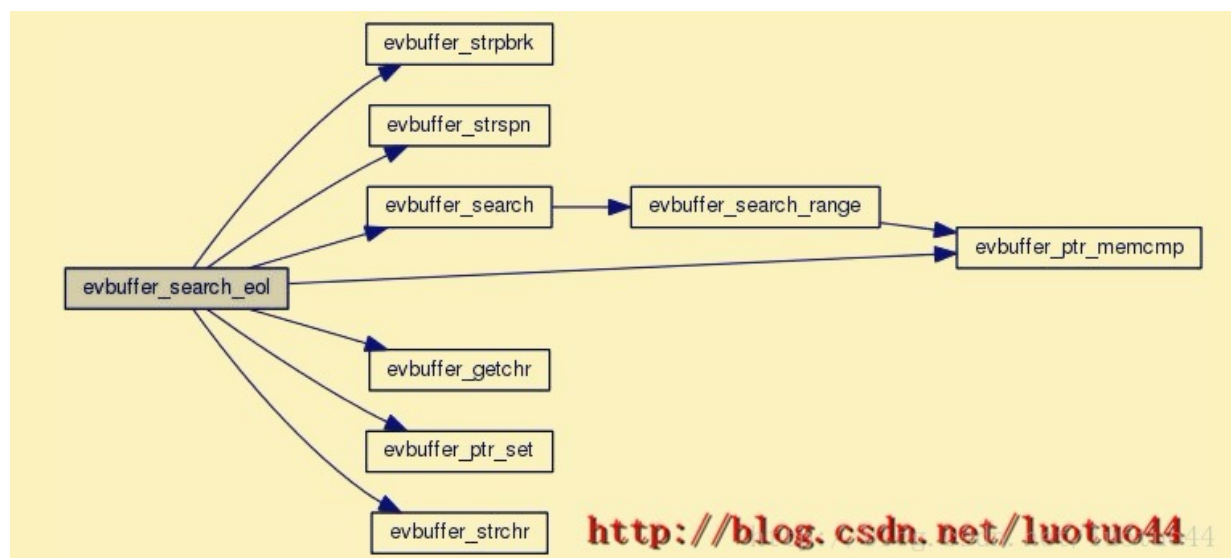 evbuffer_strpbrk
evbuffer_strspn
evbuffer_search
evbuffer_search_range
evbuffer_ptr_memcmp
evbuffer_search_eol
evbuffer_getchr
evbuffer_ptr_set
evbuffer_strchr
http://blog.csdn.net/luotuo44